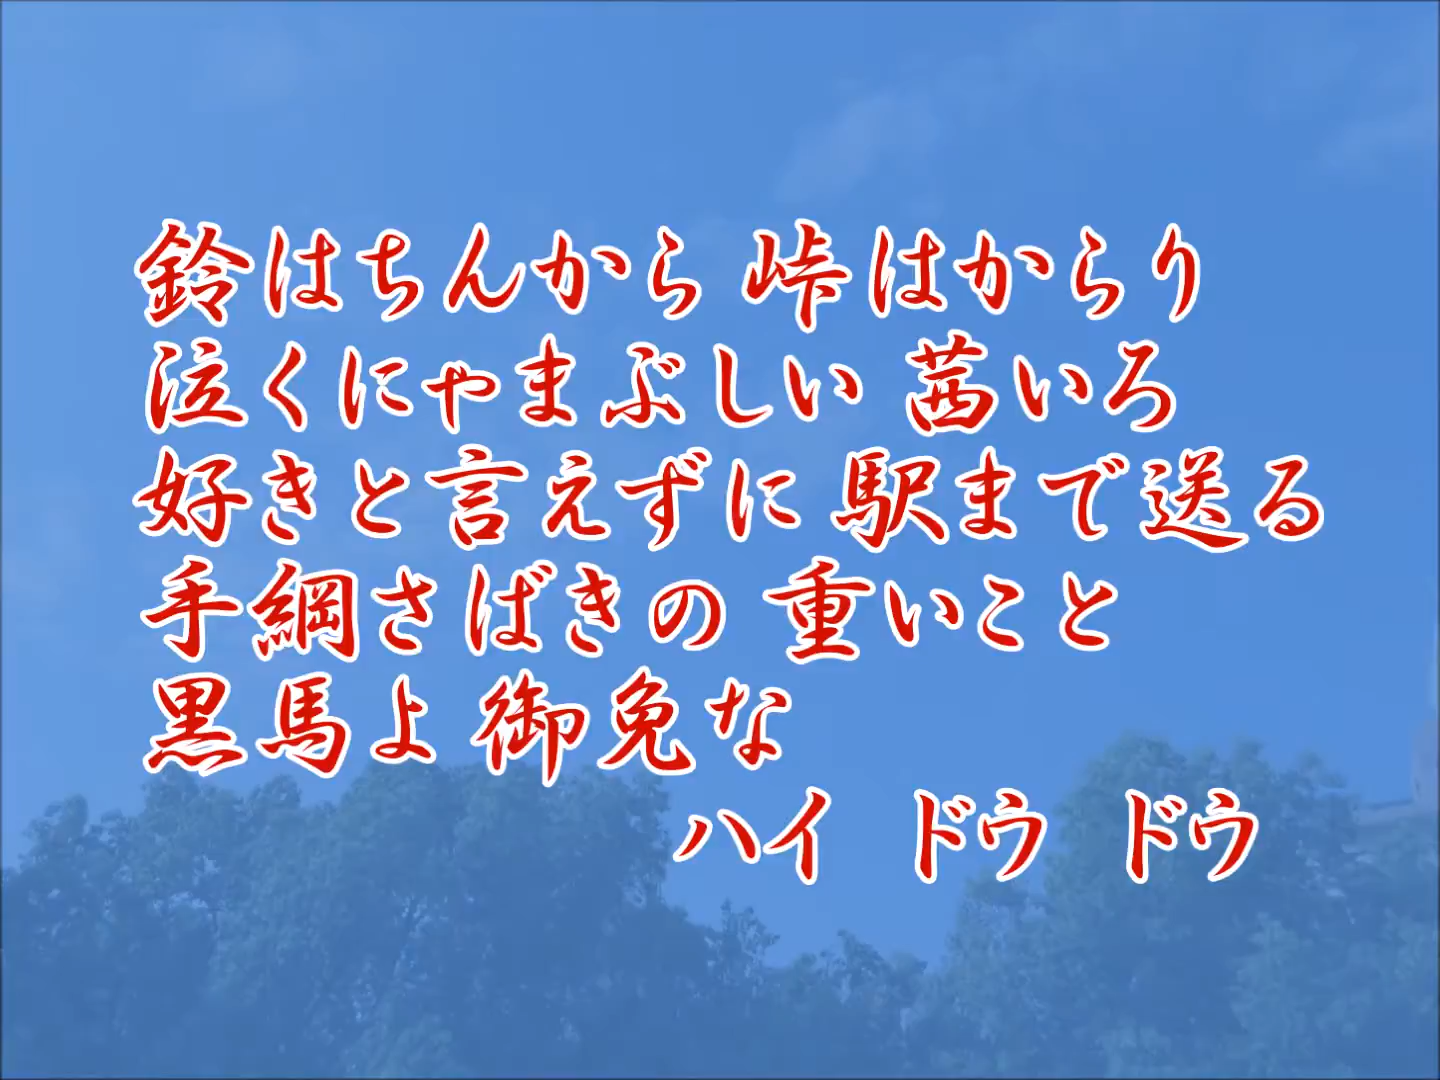 鈴はちんから 峠はからり
泣くにゃまぶしい 茜いろ
好きと言えずに 駅まで送る
手綱さばきの 重いこと
黒馬よ 御免な
ハイ ドウ ドウ